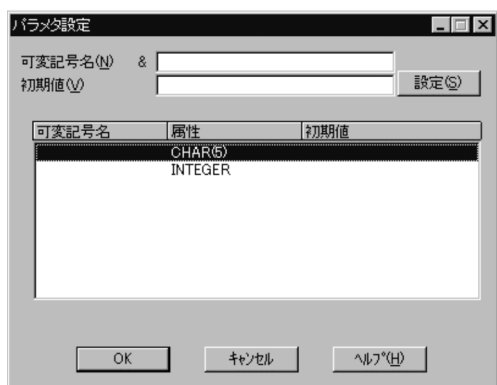 パラメタ設定
可変記号名(N) &
初期値(V)
設定(S)
可変記号名 属性 初期値
CHAR(5)
INTEGER
OK キャンセル ヘルプ(H)